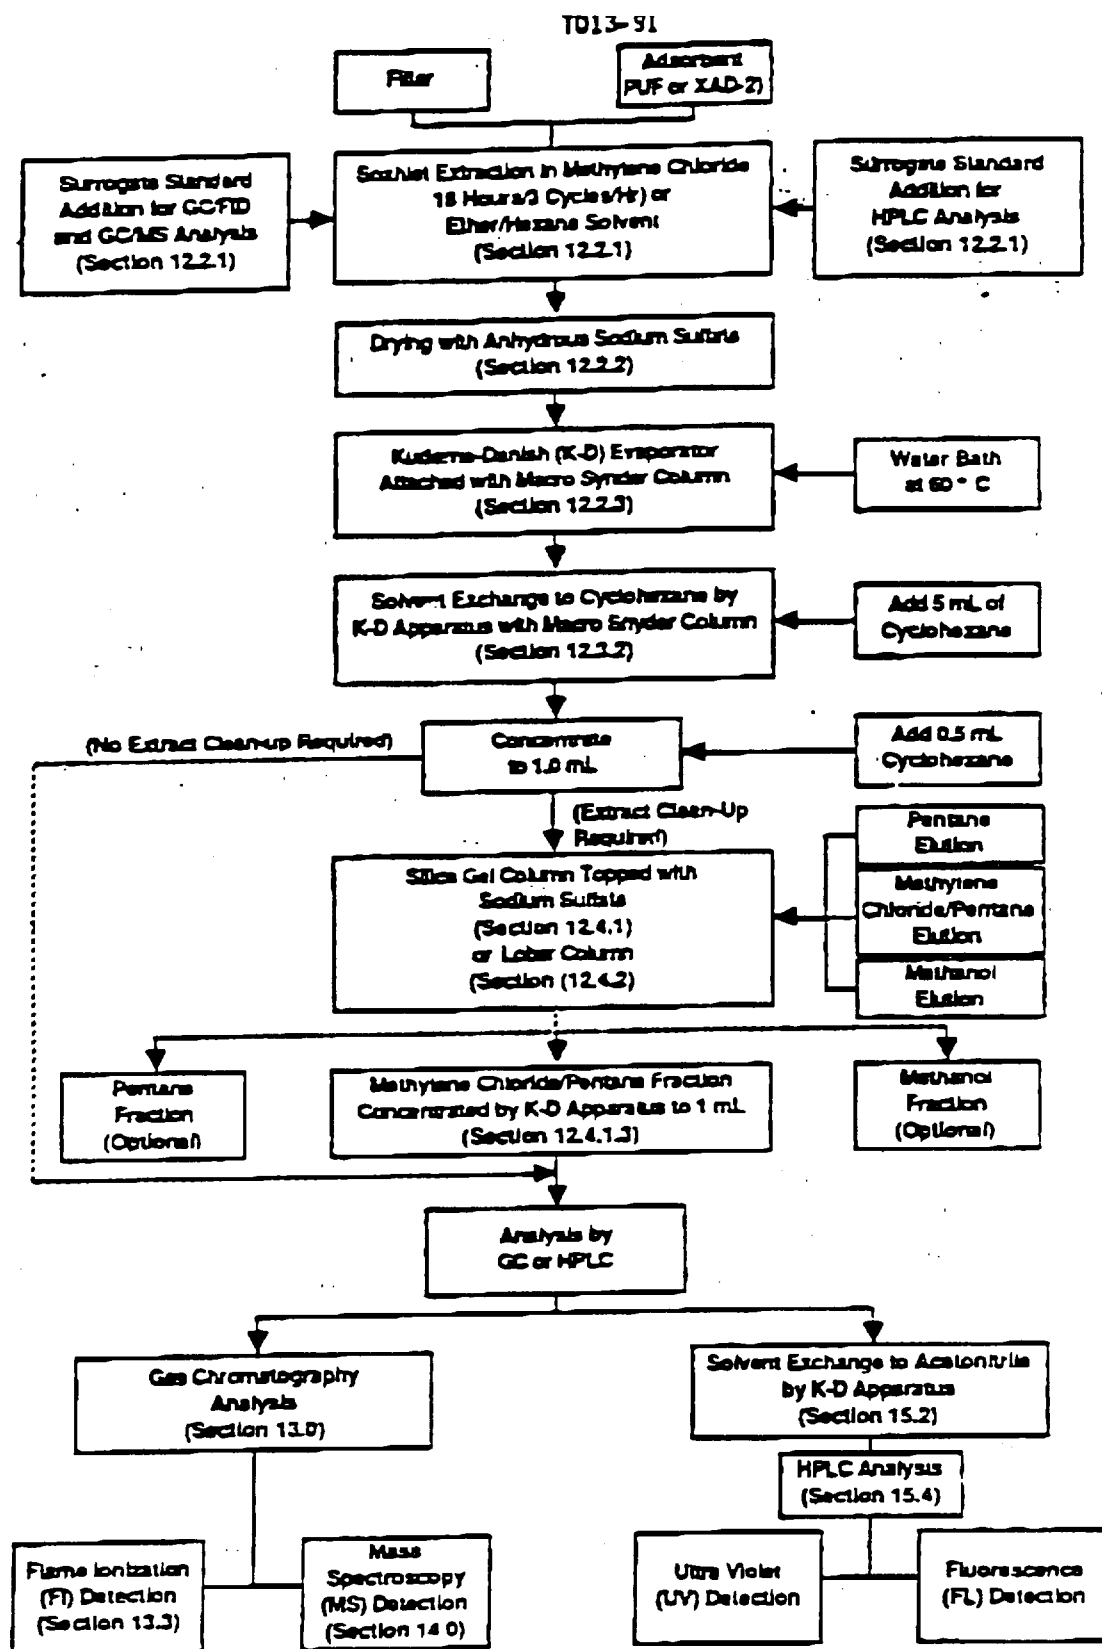 TO13-91
Filter
Adsorbent
PUF or XAD-2)
Surrogate Standard
Addition for GC/FID
and GC/MS Analysis
(Section 12.2.1)
Soxhlet Extraction in Methylene Chloride
18 Hours/3 Cycles/Hr) or
Ether/Hexane Solvent
(Section 12.2.1)
Surrogate Standard
Addition for
HPLC Analysis
(Section 12.2.1)
Drying with Anhydrous Sodium Sulfate
(Section 12.2.2)
Kuderna-Danish (K-D) Evaporator
Attached with Macro Synder Column
(Section 12.2.3)
Water Bath
at 60 ° C
Solvent Exchange to Cyclohexane by
K-D Apparatus with Macro Snyder Column
(Section 12.3.2)
Add 5 mL of
Cyclohexane
(No Extract Clean-up Required)
Concentrate
to 1.0 mL
Add 0.5 mL
Cyclohexane
(Extract Clean-Up
Required)
Silica Gel Column Topped with
Sodium Sulfate
(Section 12.4.1)
or Lobar Column
(Section (12.4.2)
Pentane
Elution
Methylene
Chloride/Pentane
Elution
Methanol
Elution
Pentane
Fraction
(Optional)
Methylene Chloride/Pentane Fraction
Concentrated by K-D Apparatus to 1 mL
(Section 12.4.1.3)
Methanol
Fraction
(Optional)
Analysis by
GC or HPLC
Gas Chromatography
Analysis
(Section 13.0)
Solvent Exchange to Acetonitrile
by K-D Apparatus
(Section 15.2)
HPLC Analysis
(Section 15.4)
Flame Ionization
(FI) Detection
(Section 13.3)
Mass
Spectroscopy
(MS) Detection
(Section 14.0)
Ultra Violet
(UV) Detection
Fluorescence
(FL) Detection